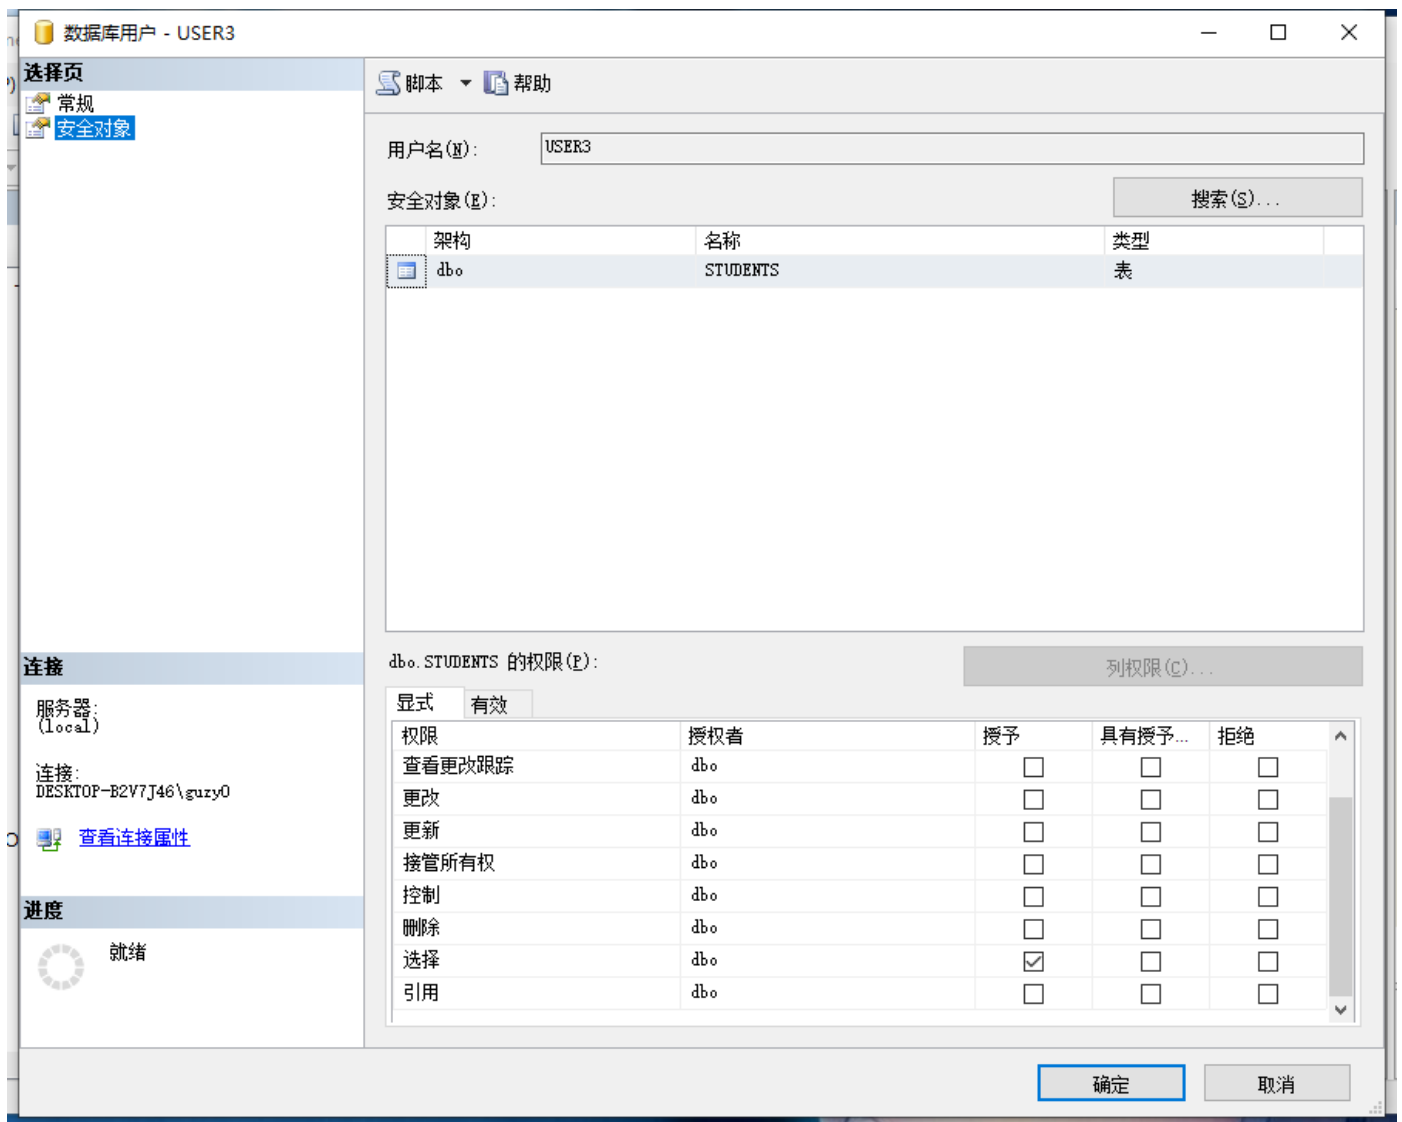 数据库用户 - USER3
选择页
常规
安全对象
脚本
帮助
用户名(N):
USER3
安全对象(E):
搜索(S)...
架构 名称 类型
dbo STUDENTS 表
dbo.STUDENTS 的权限(P):
列权限(C)...
显式 有效
权限 授权者 授予 具有授予... 拒绝
查看更改跟踪 dbo
更改 dbo
更新 dbo
接管所有权 dbo
控制 dbo
删除 dbo
选择 dbo
引用 dbo
连接
服务器:
(local)
连接:
DESKTOP-B2V7J46\guzy0
查看连接属性
进度
就绪
确定 取消